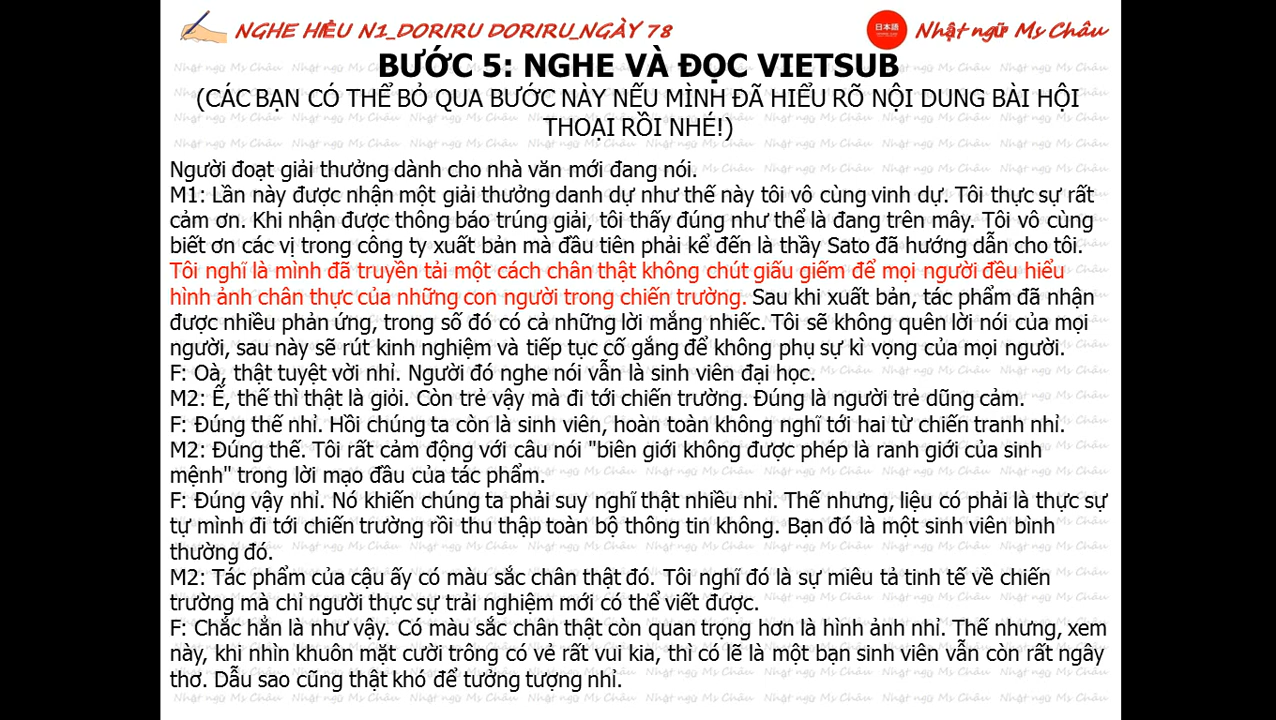 NGHE HIỂU N1_DORIRU DORIRU_NGÀY 78
日本語
Nhật ngữ Ms Châu
BƯỚC 5: NGHE VÀ ĐỌC VIETSUB
(CÁC BẠN CÓ THỂ BỎ QUA BƯỚC NÀY NẾU MÌNH ĐÃ HIỂU RÕ NỘI DUNG BÀI HỘI
THOẠI RỒI NHÉ!)
Người đoạt giải thưởng dành cho nhà văn mới đang nói.
M1: Lần này được nhận một giải thưởng danh dự như thế này tôi vô cùng vinh dự. Tôi thực sự rất
cảm ơn. Khi nhận được thông báo trúng giải, tôi thấy đúng như thể là đang trên mây. Tôi vô cùng
biết ơn các vị trong công ty xuất bản mà đầu tiên phải kể đến là thầy Sato đã hướng dẫn cho tôi.
Tôi nghĩ là mình đã truyền tải một cách chân thật không chút giấu giếm để mọi người đều hiểu
hình ảnh chân thực của những con người trong chiến trường. Sau khi xuất bản, tác phẩm đã nhận
được nhiều phản ứng, trong số đó có cả những lời mắng nhiếc. Tôi sẽ không quên lời nói của mọi
người, sau này sẽ rút kinh nghiệm và tiếp tục cố gắng để không phụ sự kì vọng của mọi người.
F: Oà, thật tuyệt vời nhỉ. Người đó nghe nói vẫn là sinh viên đại học.
M2: Ế, thế thì thật là giỏi. Còn trẻ vậy mà đi tới chiến trường. Đúng là người trẻ dũng cảm.
F: Đúng thế nhỉ. Hồi chúng ta còn là sinh viên, hoàn toàn không nghĩ tới hai từ chiến tranh nhỉ.
M2: Đúng thế. Tôi rất cảm động với câu nói "biên giới không được phép là ranh giới của sinh
mệnh" trong lời mạo đầu của tác phẩm.
F: Đúng vậy nhỉ. Nó khiến chúng ta phải suy nghĩ thật nhiều nhỉ. Thế nhưng, liệu có phải là thực sự
tự mình đi tới chiến trường rồi thu thập toàn bộ thông tin không. Bạn đó là một sinh viên bình
thường đó.
M2: Tác phẩm của cậu ấy có màu sắc chân thật đó. Tôi nghĩ đó là sự miêu tả tinh tế về chiến
trường mà chỉ người thực sự trải nghiệm mới có thể viết được.
F: Chắc hẳn là như vậy. Có màu sắc chân thật còn quan trọng hơn là hình ảnh nhỉ. Thế nhưng, xem
này, khi nhìn khuôn mặt cười trông có vẻ rất vui kia, thì có lẽ là một bạn sinh viên vẫn còn rất ngây
thơ. Dẫu sao cũng thật khó để tưởng tượng nhỉ.